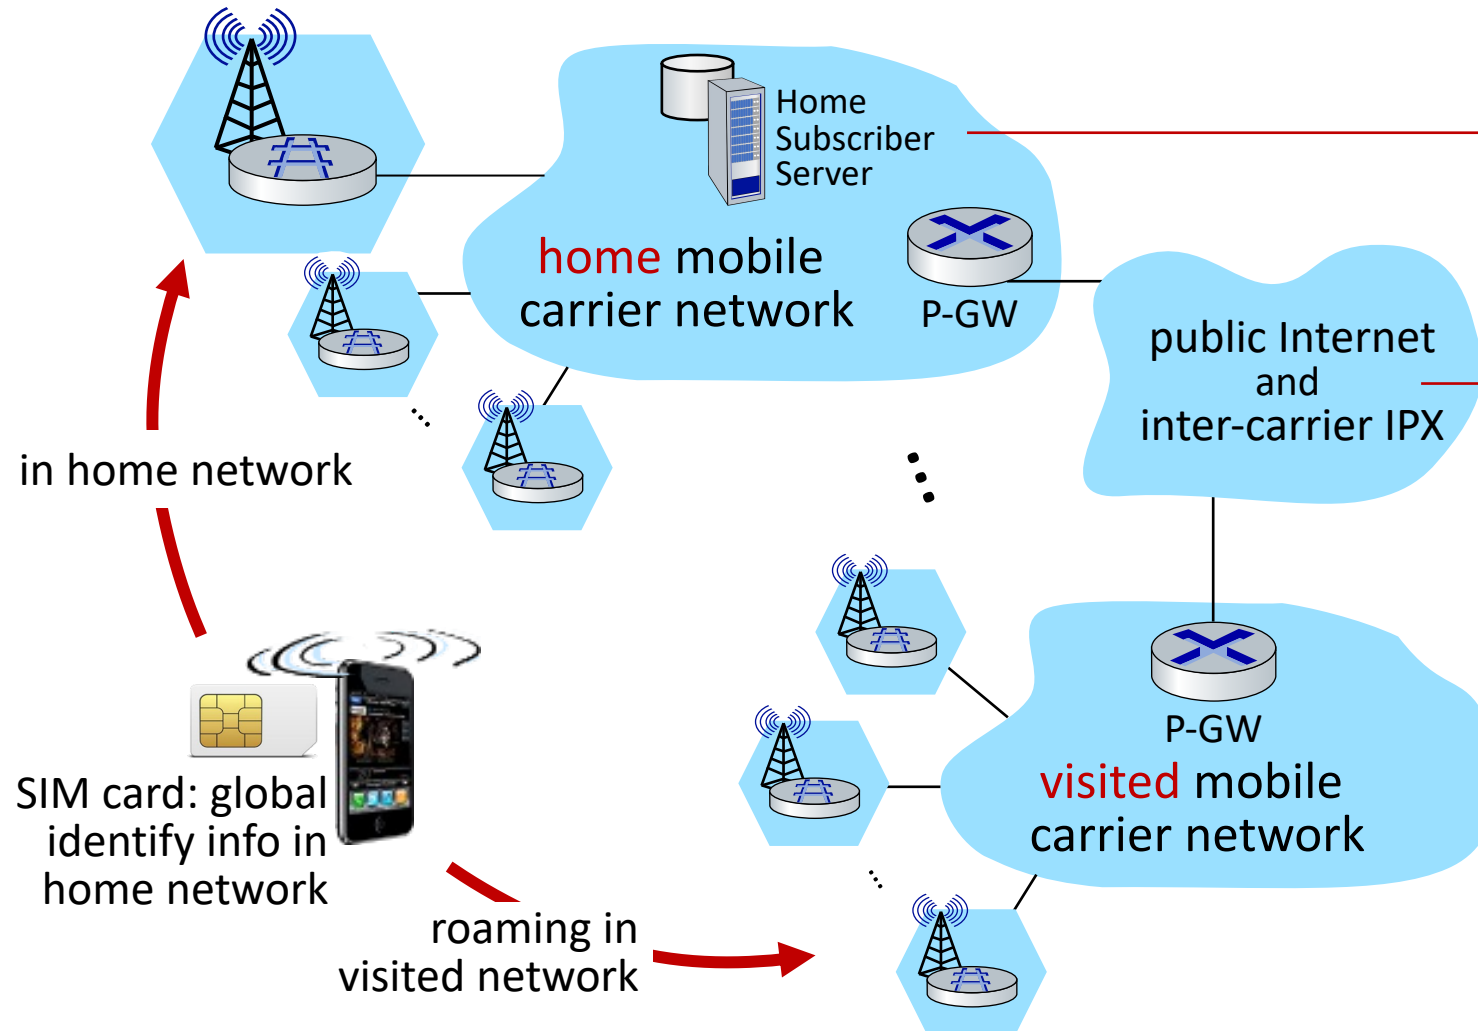 Home
Subscriber
Server
home mobile
carrier network
P-GW
public Internet
and
inter-carrier IPX
in home network
P-GW
visited mobile
carrier network
SIM card: global
identify info in
home network
roaming in
visited network